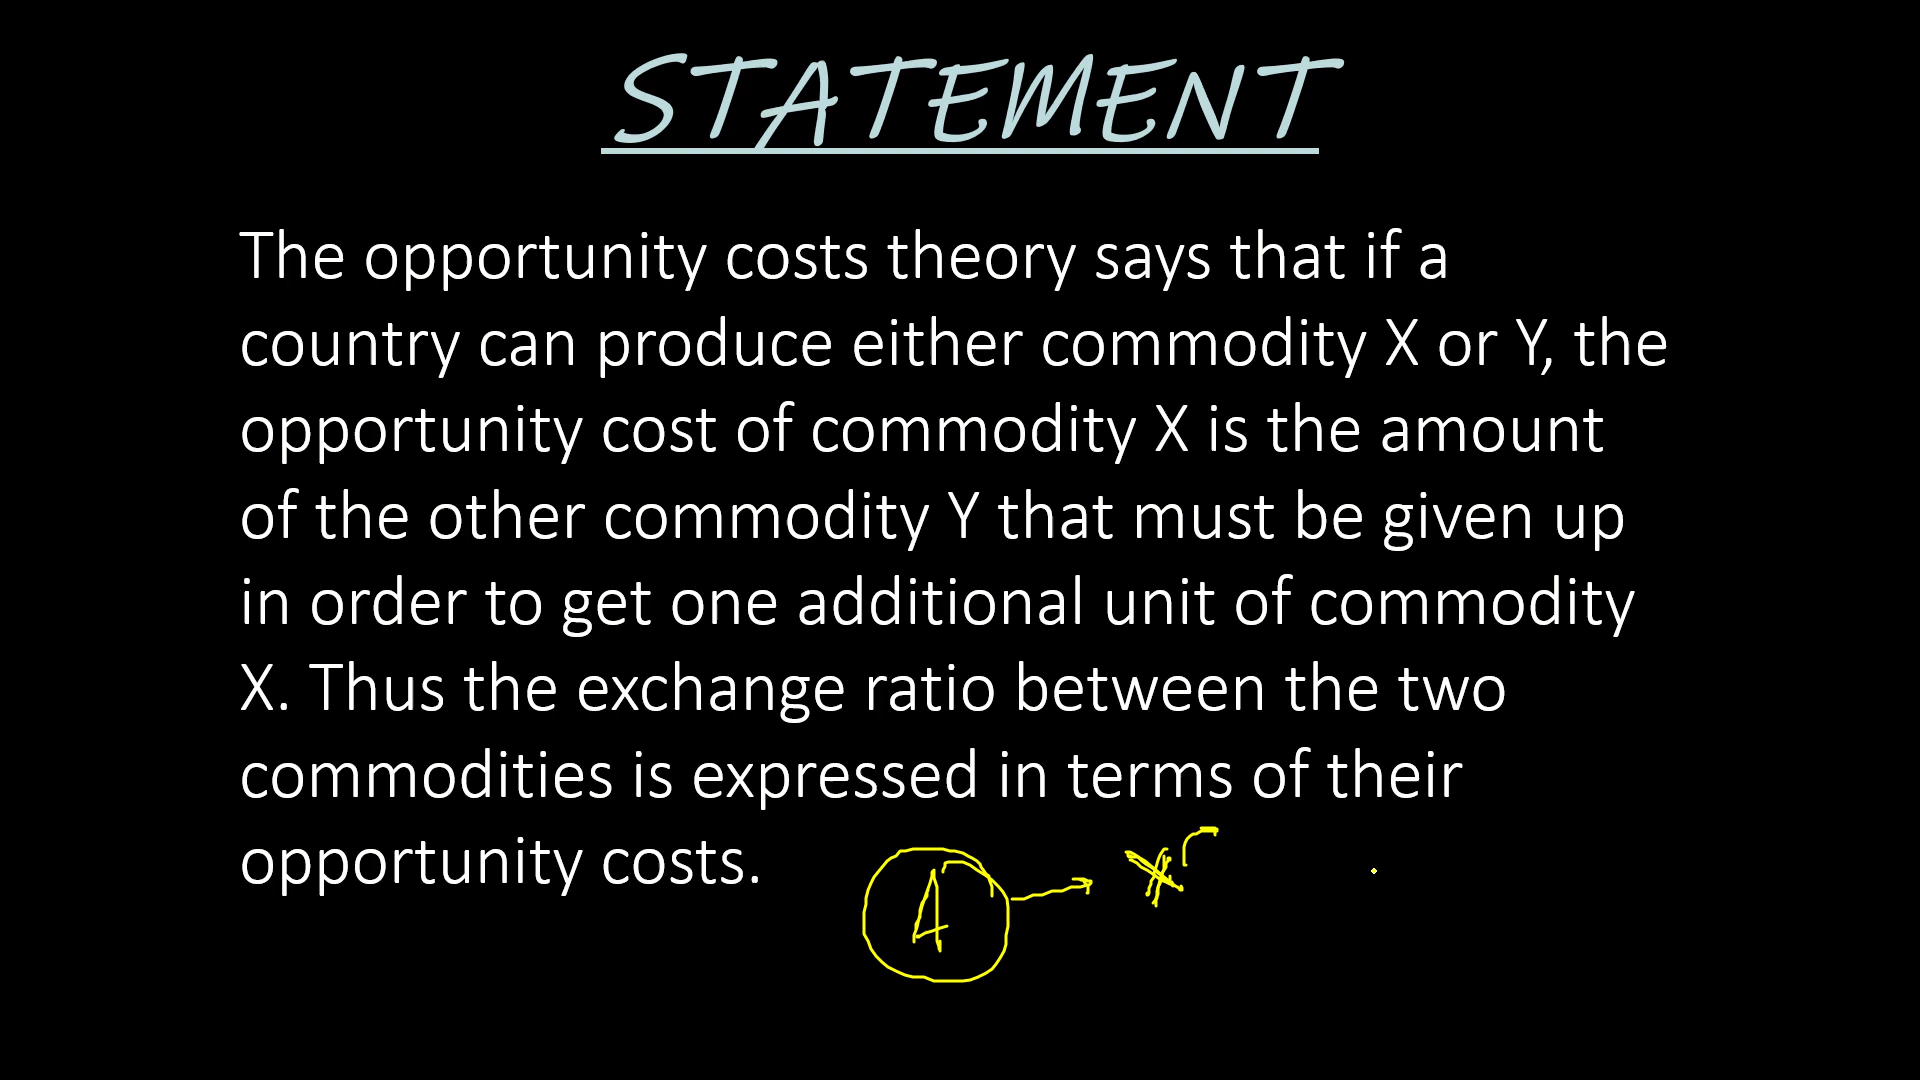 STATEMENT
The opportunity costs theory says that if a
country can produce either commodity X or Y, the
opportunity cost of commodity X is the amount
of the other commodity Y that must be given up
in order to get one additional unit of commodity
X. Thus the exchange ratio between the two
commodities is expressed in terms of their
opportunity costs.